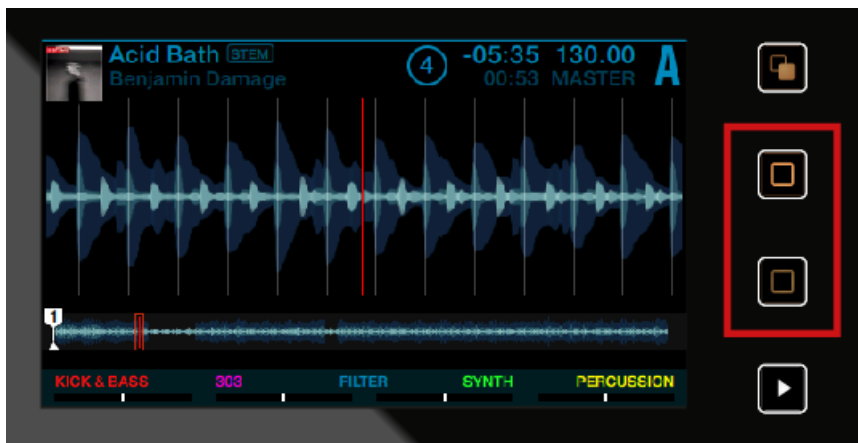 Acid Bath STEM
Benjamin Damage
4
-05:35 130.00
00:53 MASTER
A
1
KICK & BASS 303 FILTER SYNTH PERCUSSION